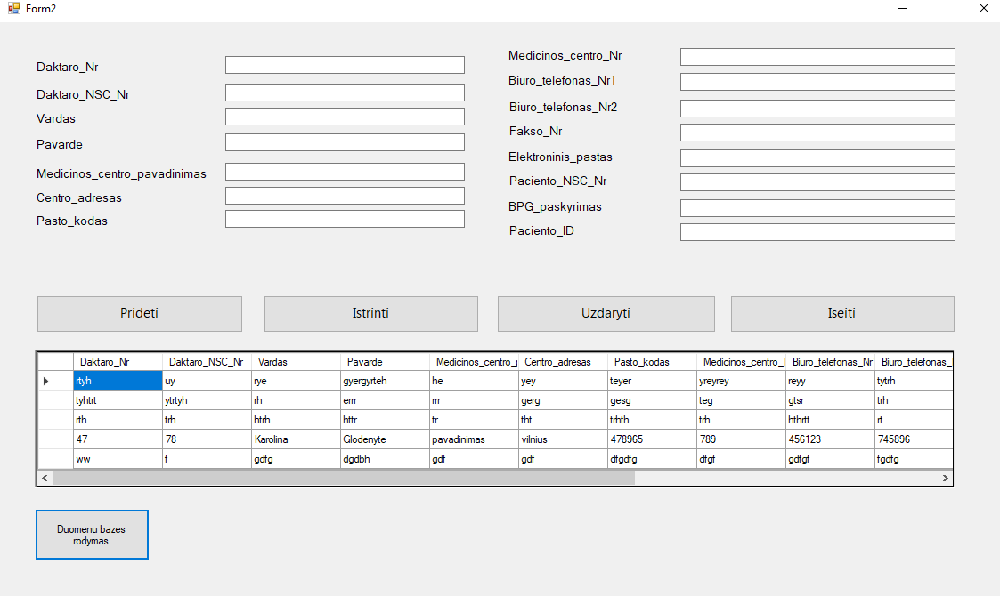 Form2
Daktaro_Nr
Daktaro_NSC_Nr
Vardas
Pavarde
Medicinos_centro_pavadinimas
Centro_adresas
Pasto_kodas
Medicinos_centro_Nr
Biuro_telefonas_Nr1
Biuro_telefonas_Nr2
Fakso_Nr
Elektroninis_pastas
Paciento_NSC_Nr
BPG_paskyrimas
Paciento_ID
Prideti Istrinti Uzdaryti Iseiti
Daktaro_Nr Daktaro_NSC_Nr Vardas Pavarde Medicinos_centro_p Centro_adresas Pasto_kodas Medicinos_centro_ Biuro_telefonas_Nr Biuro_telefonas_
rtyh uy rye gyergyrteh he yey teyer yreyrey reyy tytrh
tyhtrt ytrtyh rh errr rrr gerg gesg teg gtsr trh
rth trh htrh httr tr tht trhth trh hthrtt rt
47 78 Karolina Glodenyte pavadinimas vilnius 478965 789 456123 745896
ww f gdfg dgdbh gdf gdf dfgdfg dfgf gdfgf fgdfg
Duomenu bazes
rodymas